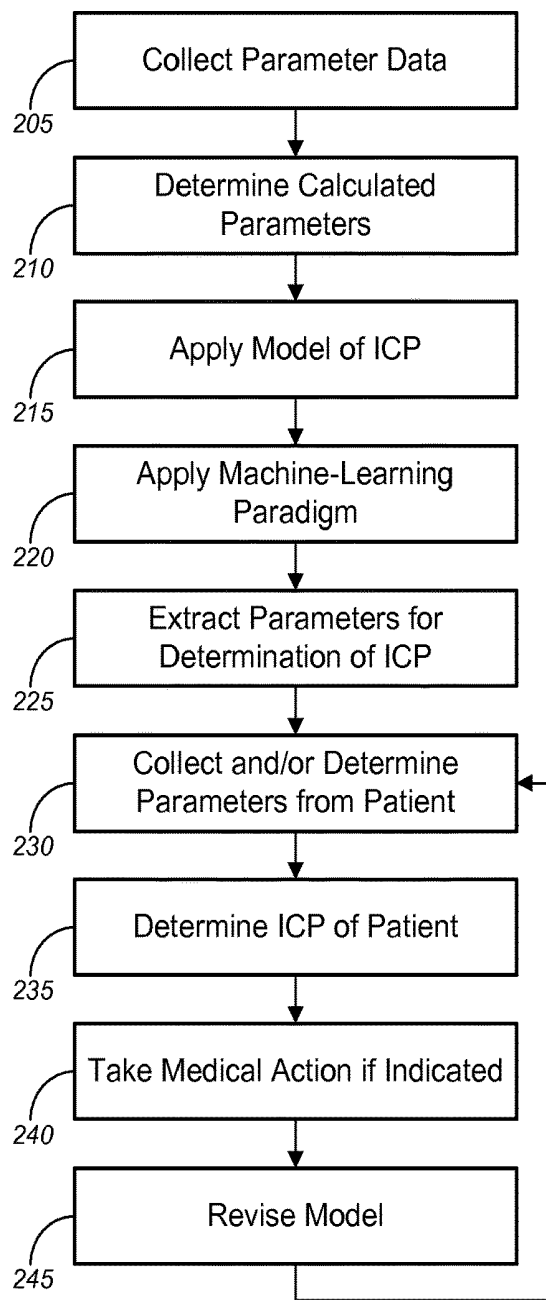 Collect Parameter Data
205
Determine Calculated
Parameters
210
Apply Model of ICP
215
Apply Machine-Learning
Paradigm
220
Extract Parameters for
Determination of ICP
225
Collect and/or Determine
Parameters from Patient
230
Determine ICP of Patient
235
Take Medical Action if Indicated
240
Revise Model
245